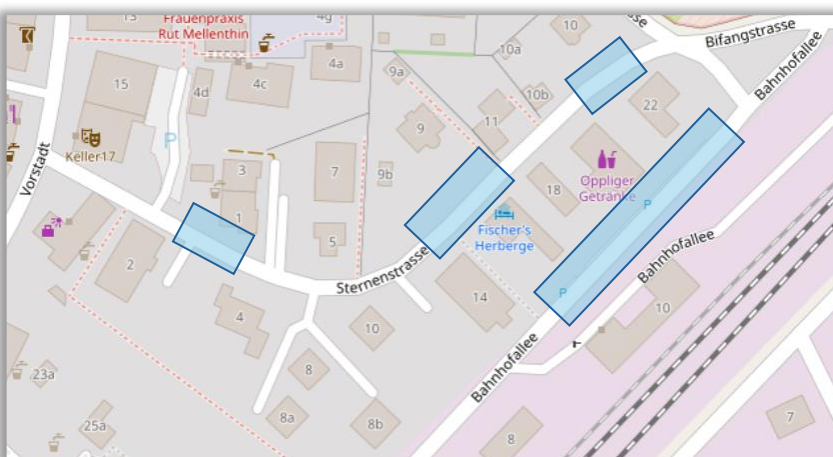 13
Frauenpraxis
Rut Mellenthin
4g
10
10a
Bifangstrasse
Bahnhofallee
15
4d
4c
4a
9a
10b
22
P
11
9
Keller17
Vorstadt
3
7
9b
18
Oppliger
Getränke
P
1
5
Fischer's
Herberge
Bahnhofallee
2
Sternenstrasse
14
P
4
10
10
8
Bahnhofallee
23a
8a
8b
25a
8
7